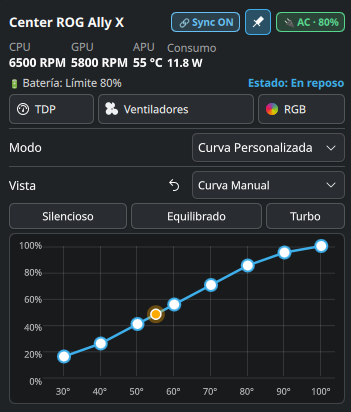 Center ROG Ally X
🔗 Sync ON
📌
🔌 AC · 80%
CPU GPU APU Consumo
6500 RPM 5800 RPM 55 °C 11.8 W
🔋 Batería: Límite 80% Estado: En reposo
TDP Ventiladores RGB
Modo Curva Personalizada
Vista Curva Manual
Silencioso Equilibrado Turbo
100%
80%
60%
40%
20%
0%
30° 40° 50° 60° 70° 80° 90° 100°